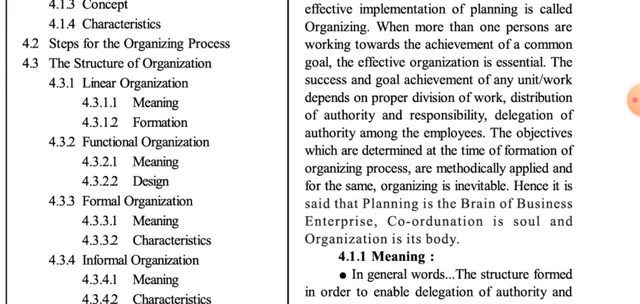 4.1.3 Concept
4.1.4 Characteristics
4.2 Steps for the Organizing Process
4.3 The Structure of Organization
4.3.1 Linear Organization
4.3.1.1 Meaning
4.3.1.2 Formation
4.3.2 Functional Organization
4.3.2.1 Meaning
4.3.2.2 Design
4.3.3 Formal Organization
4.3.3.1 Meaning
4.3.3.2 Characteristics
4.3.4 Informal Organization
4.3.4.1 Meaning
4.3.4.2 Characteristics
effective implementation of planning is called
Organizing. When more than one persons are
working towards the achievement of a common
goal, the effective organization is essential. The
success and goal achievement of any unit/work
depends on proper division of work, distribution
of authority and responsibility, delegation of
authority among the employees. The objectives
which are determined at the time of formation of
organizing process, are methodically applied and
for the same, organizing is inevitable. Hence it is
said that Planning is the Brain of Business
Enterprise, Co-ordunation is soul and
Organization is its body.
4.1.1 Meaning :
● In general words...The structure formed
in order to enable delegation of authority and